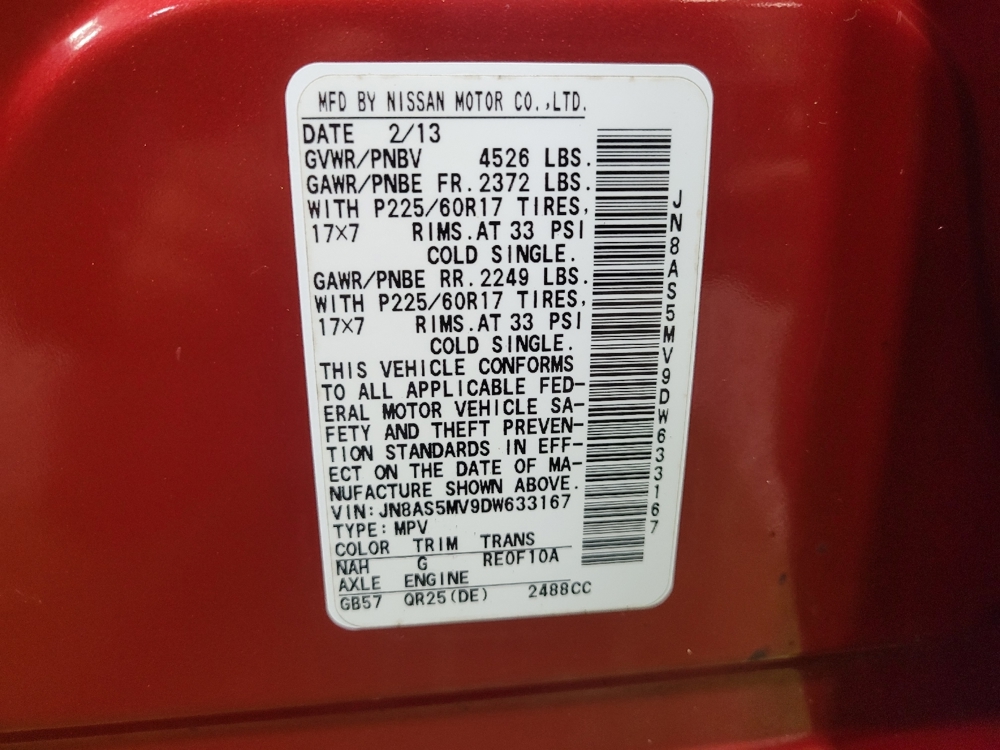 MFD BY NISSAN MOTOR CO.,LTD.
DATE 2/13
GVWR/PNBV 4526 LBS.
GAWR/PNBE FR.2372 LBS.
WITH P225/60R17 TIRES,
17×7 RIMS.AT 33 PSI
COLD SINGLE.
GAWR/PNBE RR.2249 LBS.
WITH P225/60R17 TIRES,
17×7 RIMS.AT 33 PSI
COLD SINGLE.
THIS VEHICLE CONFORMS
TO ALL APPLICABLE FED-
ERAL MOTOR VEHICLE SA-
FETY AND THEFT PREVEN-
TION STANDARDS IN EFF-
ECT ON THE DATE OF MA-
NUFACTURE SHOWN ABOVE.
VIN:JN8AS5MV9DW633167
TYPE:MPV
COLOR TRIM TRANS
NAH G RE0F10A
AXLE ENGINE
GB57 QR25(DE) 2488CC
JN8AS5MV9DW633167